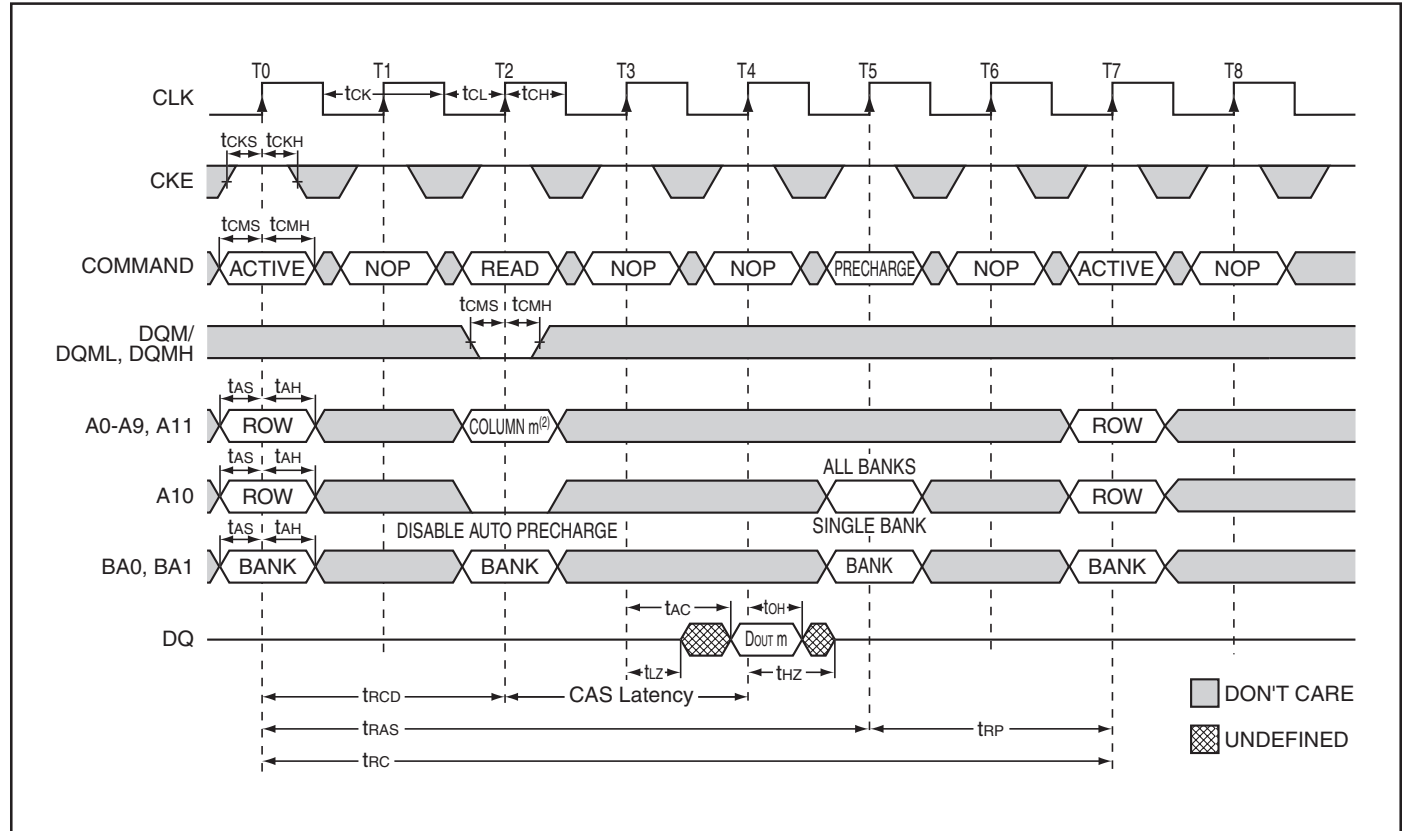 T0 T1 T2 T3 T4 T5 T6 T7 T8
CLK tCK tCL tCH
tCKS tCKH
CKE
tCMS tCMH
COMMAND ACTIVE NOP READ NOP NOP PRECHARGE NOP ACTIVE NOP
tCMS tCMH
DQM/
DQML, DQMH
tAS tAH
A0-A9, A11 ROW COLUMN m(2) ROW
tAS tAH ALL BANKS
A10 ROW ROW
tAS tAH DISABLE AUTO PRECHARGE SINGLE BANK
BA0, BA1 BANK BANK BANK BANK
tAC tOH
DQ DOUT m
tLZ tHZ
tRCD CAS Latency DON'T CARE
tRAS tRP
UNDEFINED
tRC